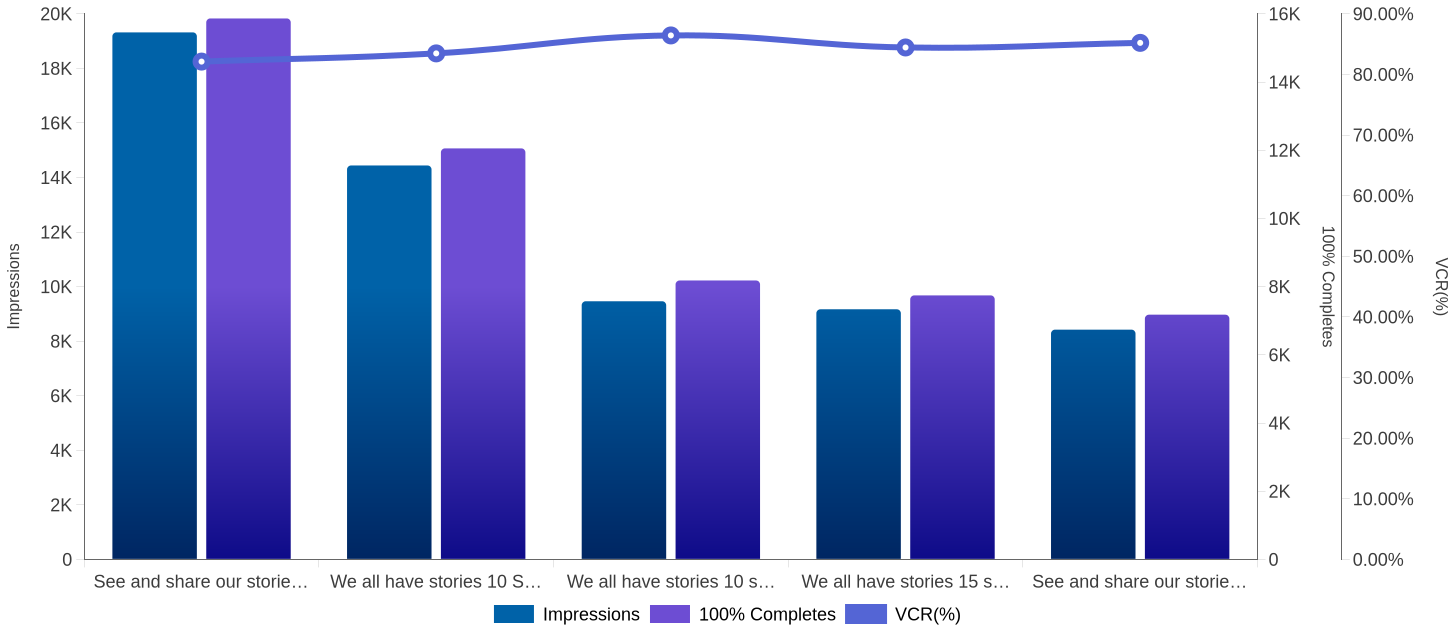 20K
18K
16K
14K
12K
10K
8K
6K
4K
2K
0
Impressions
16K
14K
12K
10K
8K
6K
4K
2K
0
100% Completes
90.00%
80.00%
70.00%
60.00%
50.00%
40.00%
30.00%
20.00%
10.00%
0.00%
VCR(%)
See and share our storie…
We all have stories 10 S…
We all have stories 10 s…
We all have stories 15 s…
See and share our storie…
Impressions
100% Completes
VCR(%)